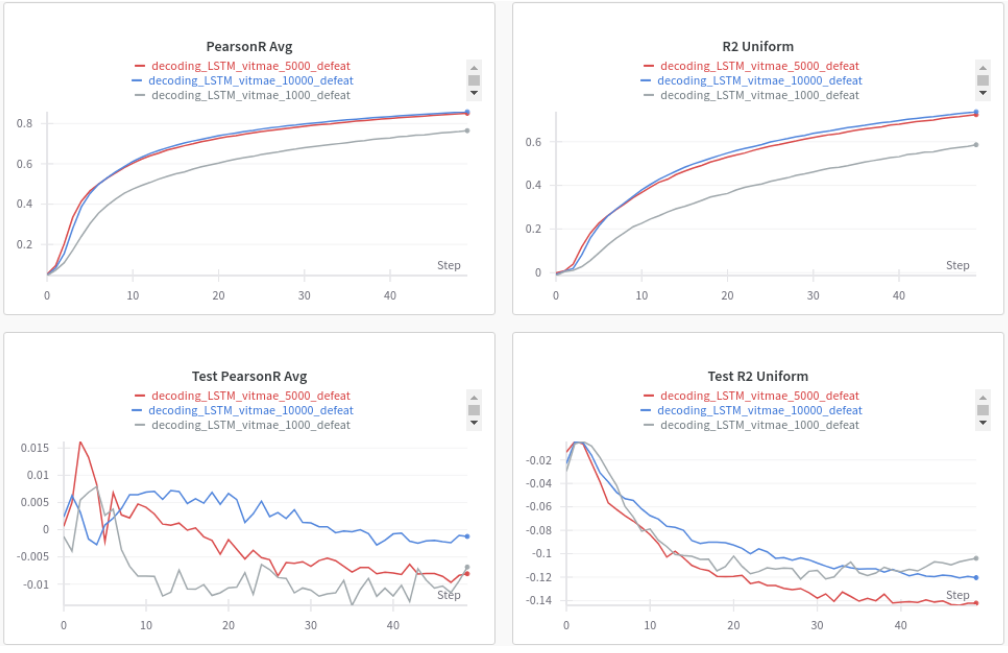 PearsonR Avg
decoding_LSTM_vitmae_5000_defeat
decoding_LSTM_vitmae_10000_defeat
decoding_LSTM_vitmae_1000_defeat
0.8
0.6
0.4
0.2
Step
0 10 20 30 40
R2 Uniform
decoding_LSTM_vitmae_5000_defeat
decoding_LSTM_vitmae_10000_defeat
decoding_LSTM_vitmae_1000_defeat
0.6
0.4
0.2
0
Step
0 10 20 30 40
Test PearsonR Avg
decoding_LSTM_vitmae_5000_defeat
decoding_LSTM_vitmae_10000_defeat
decoding_LSTM_vitmae_1000_defeat
0.015
0.01
0.005
0
-0.005
-0.01
Step
0 10 20 30 40
Test R2 Uniform
decoding_LSTM_vitmae_5000_defeat
decoding_LSTM_vitmae_10000_defeat
decoding_LSTM_vitmae_1000_defeat
-0.02
-0.04
-0.06
-0.08
-0.1
-0.12
-0.14
Step
0 10 20 30 40